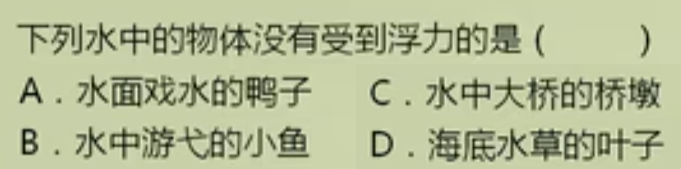 下列水中的物体没有受到浮力的是（　　）
A．水面戏水的鸭子　C．水中大桥的桥墩
B．水中游弋的小鱼　D．海底水草的叶子